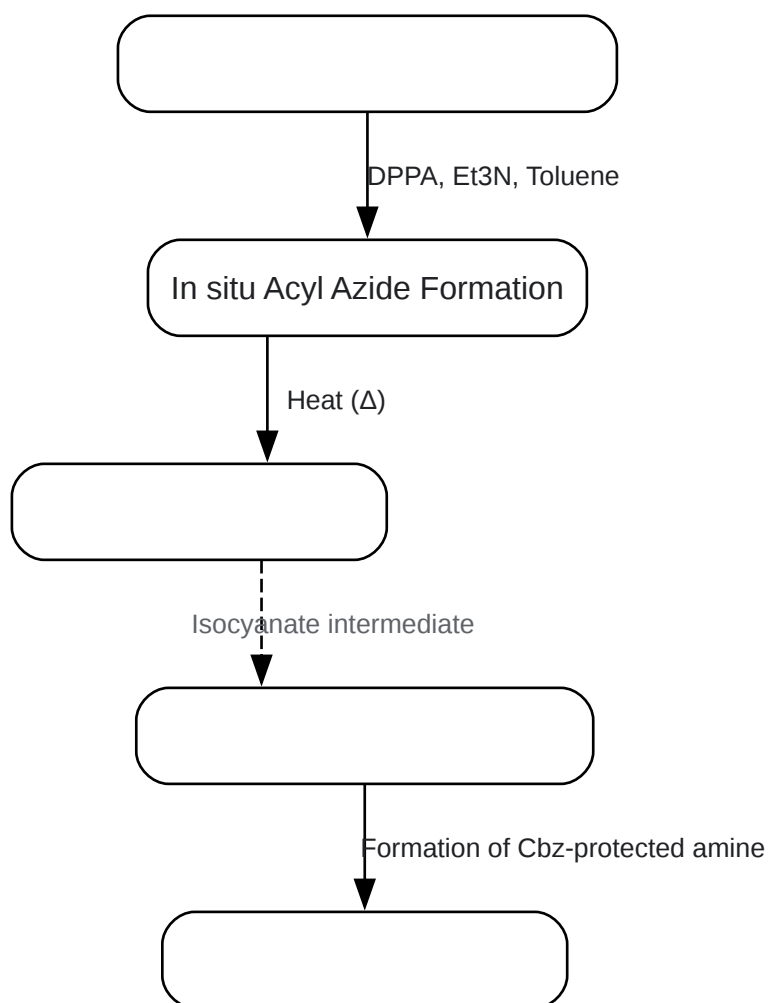 DPPA, Et3N, Toluene
In situ Acyl Azide Formation
Heat (Δ)
Isocyanate intermediate
Formation of Cbz-protected amine